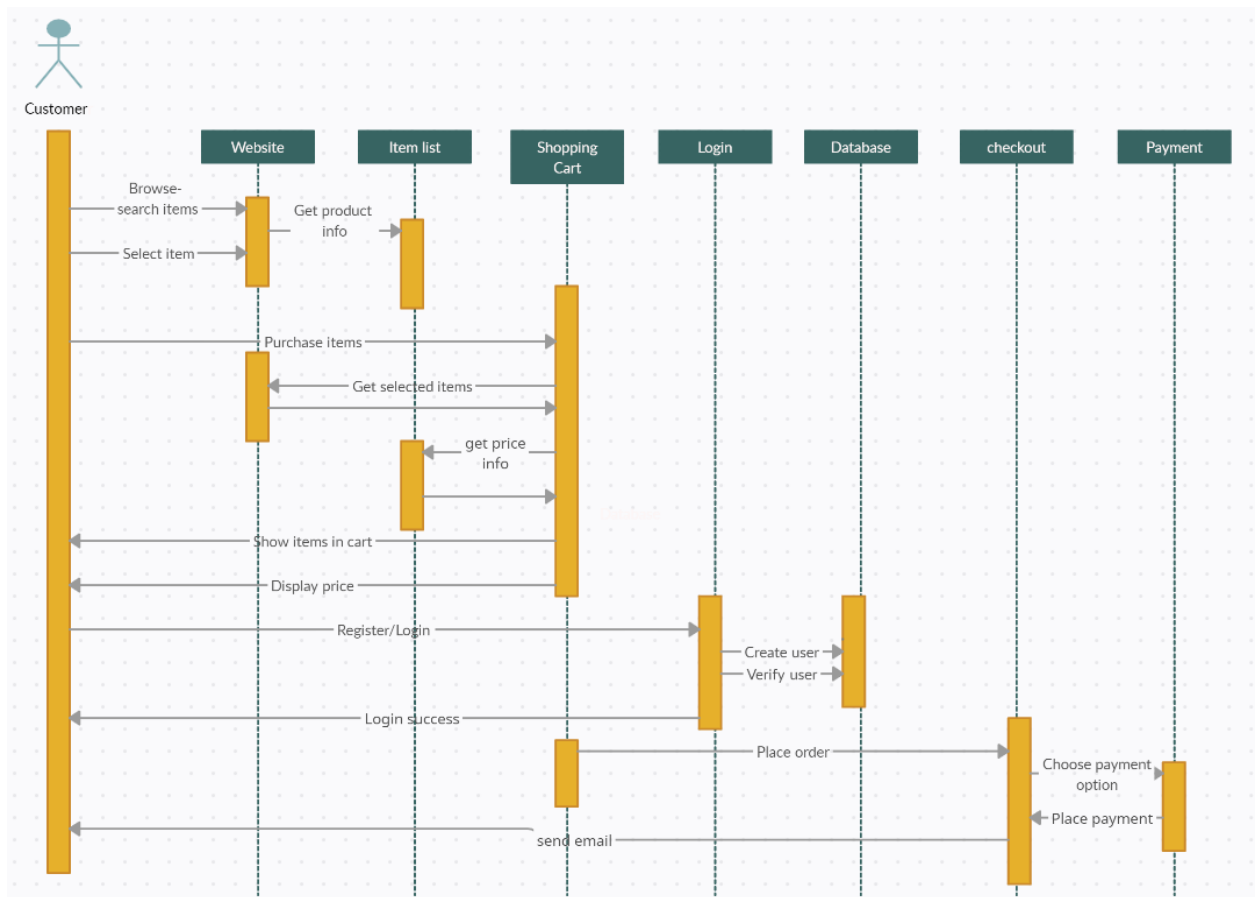 Customer
Website
Item list
Shopping
Cart
Login
Database
checkout
Payment
Browse-
search items
Get product
info
Select item
Purchase items
Get selected items
get price
info
Show items in cart
Display price
Register/Login
Create user
Verify user
Login success
Place order
Choose payment
option
Place payment
send email